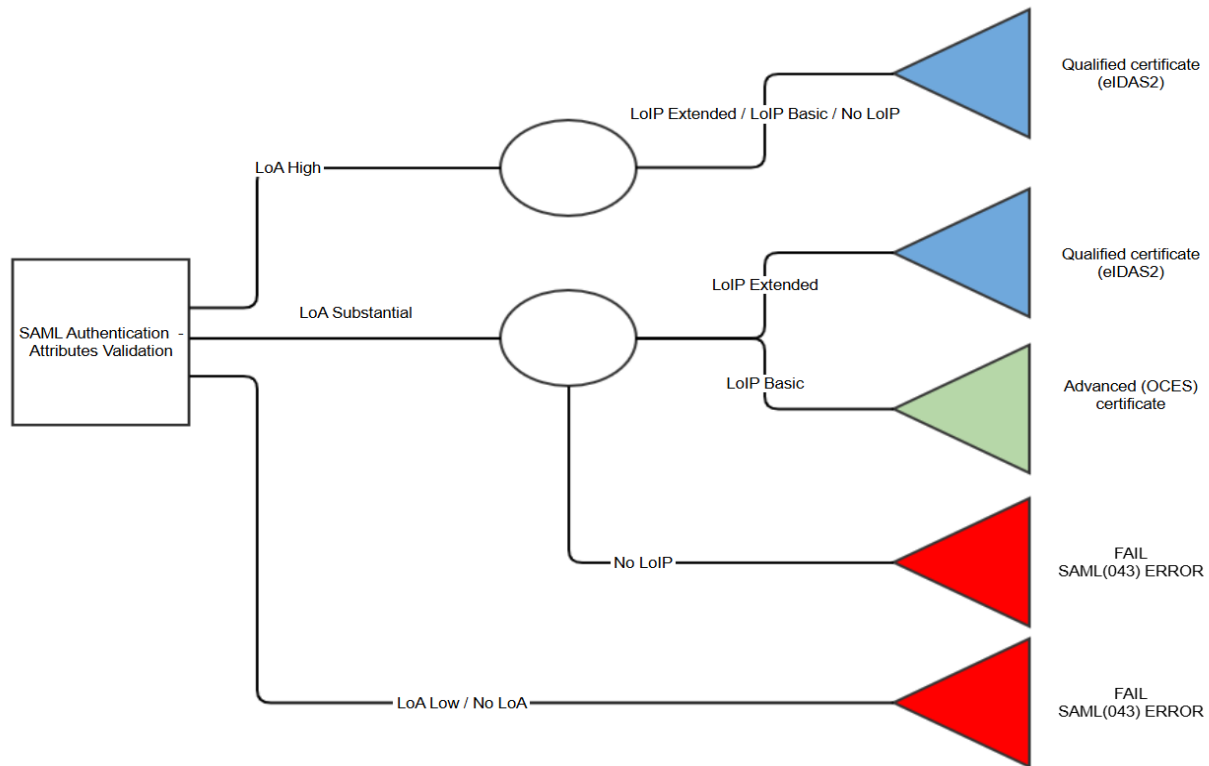 Qualified certificate
(eIDAS2)
LoIP Extended / LoIP Basic / No LoIP
LoA High
Qualified certificate
(eIDAS2)
LoIP Extended
LoA Substantial
SAML Authentication -
Attributes Validation
LoIP Basic
Advanced (OCES)
certificate
No LoIP
FAIL
SAML(043) ERROR
LoA Low / No LoA
FAIL
SAML(043) ERROR